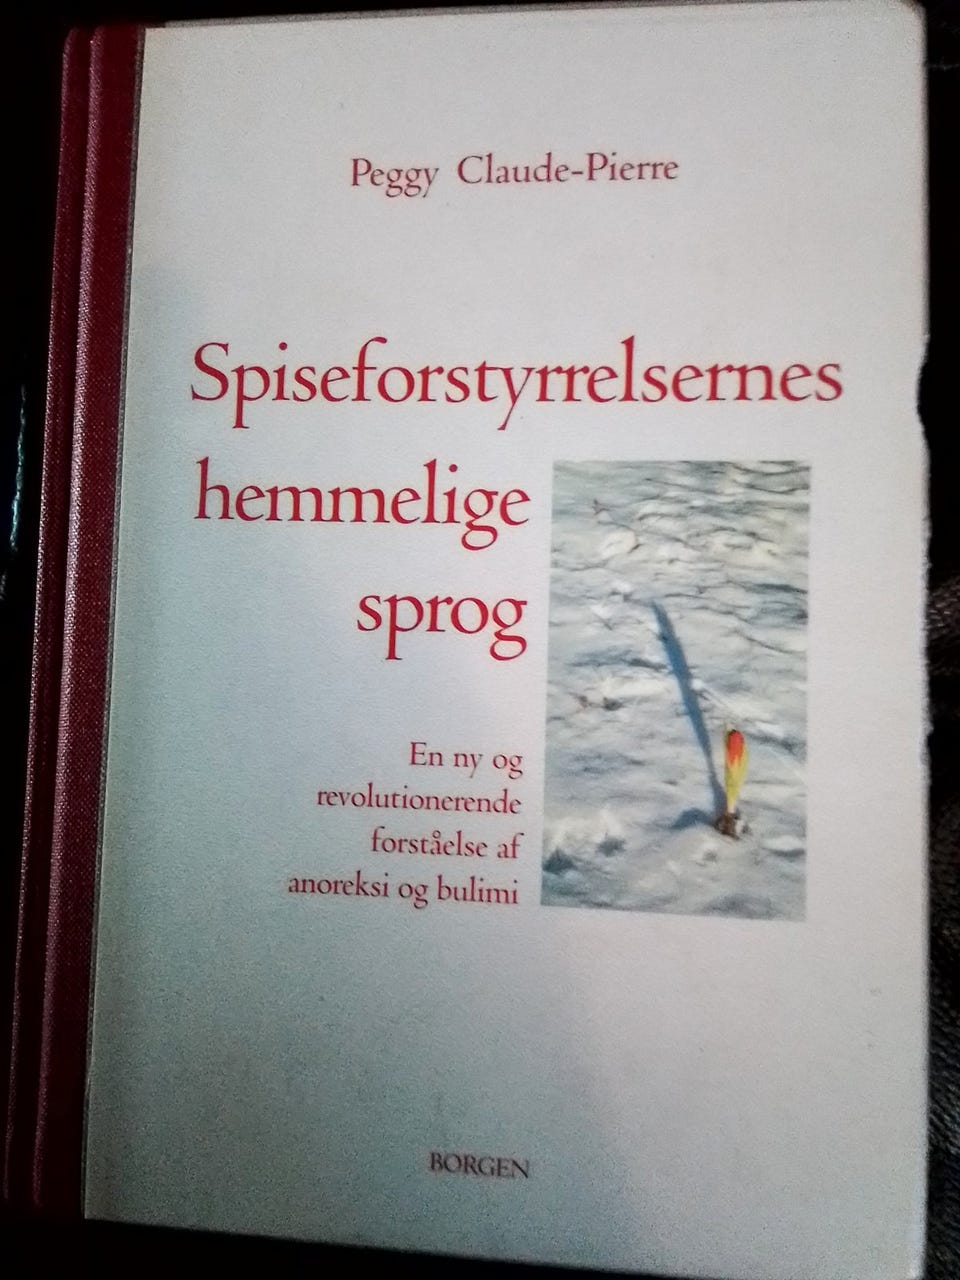 Peggy Claude-Pierre
Spiseforstyrrelsernes
hemmelige
sprog
En ny og
revolutionerende
forståelse af
anoreksi og bulimi
BORGEN